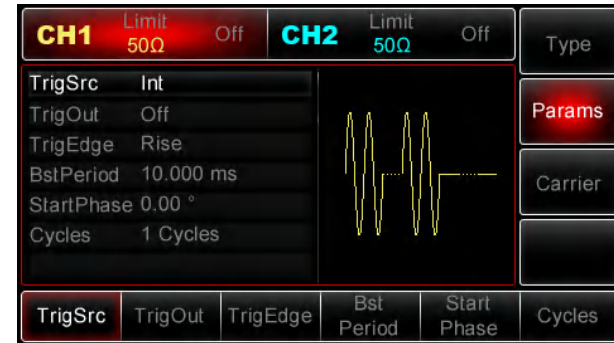 CH1 Limit 50Ω Off CH2 Limit 50Ω Off
Type
TrigSrc Int
TrigOut Off
TrigEdge Rise
BstPeriod 10.000 ms
StartPhase 0.00 °
Cycles 1 Cycles
Params
Carrier
TrigSrc TrigOut TrigEdge Bst Period Start Phase Cycles